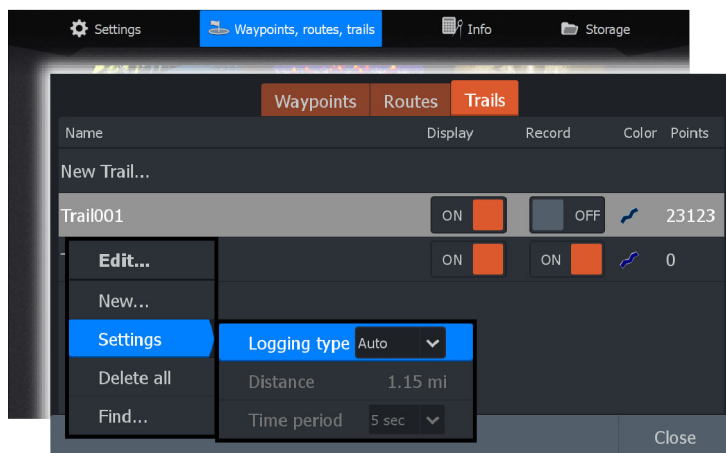 Settings Waypoints, routes, trails Info Storage
Waypoints Routes Trails
Name Display Record Color Points
New Trail...
Trail001 ON OFF 23123
ON ON 0
Edit...
New...
Settings
Logging type Auto
Delete all
Distance 1.15 mi
Find...
Time period 5 sec
Close